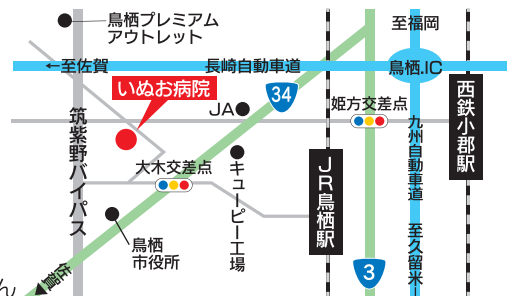 鳥栖プレミアム
アウトレット
至福岡
←至佐賀
長崎自動車道
鳥栖.IC
いぬお病院
34
JA
姫方交差点
西鉄小郡駅
筑紫野バイパス
九州自動車道
大木交差点
キューピー工場
JR鳥栖駅
鳥栖
市役所
至久留米
佐賀
3
ん